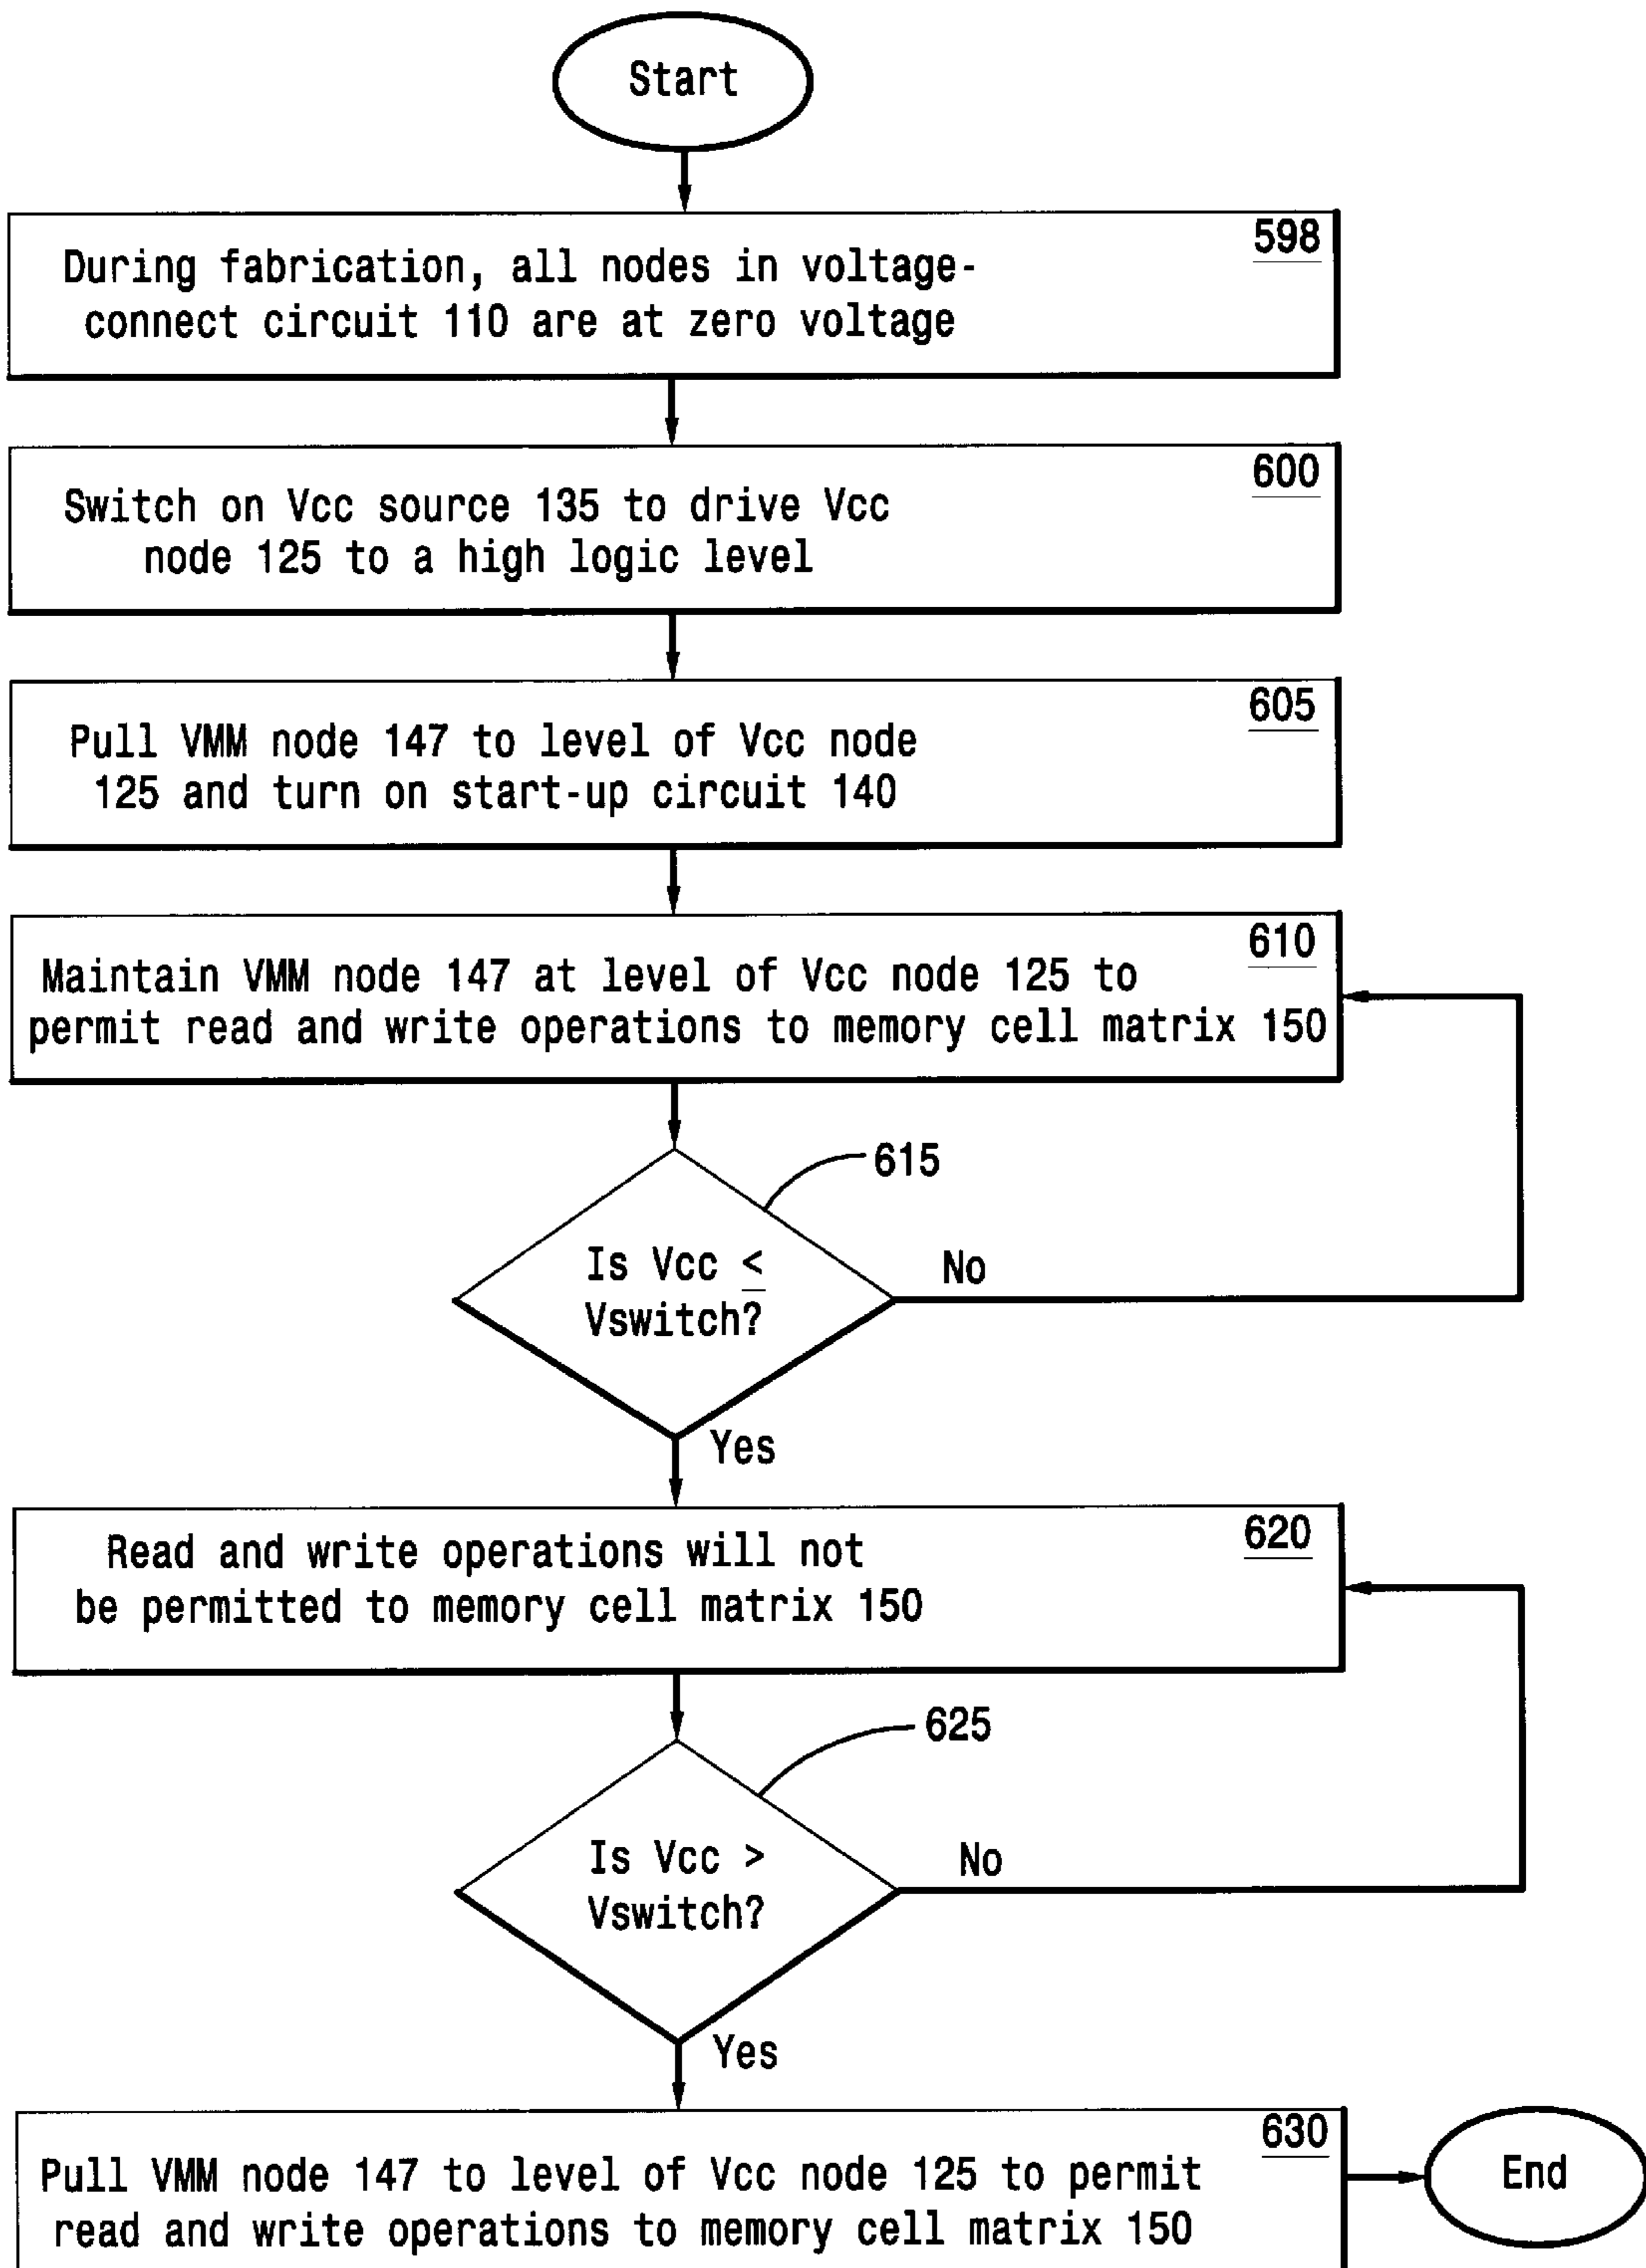 Start
598
During fabrication, all nodes in voltage-
connect circuit 110 are at zero voltage
600
Switch on Vcc source 135 to drive Vcc
node 125 to a high logic level
605
Pull VMM node 147 to level of Vcc node
125 and turn on start-up circuit 140
610
Maintain VMM node 147 at level of Vcc node 125 to
permit read and write operations to memory cell matrix 150
615
Is Vcc ≤
Vswitch?
No
Yes
620
Read and write operations will not
be permitted to memory cell matrix 150
625
Is Vcc >
Vswitch?
No
Yes
630
Pull VMM node 147 to level of Vcc node 125 to permit
read and write operations to memory cell matrix 150
End